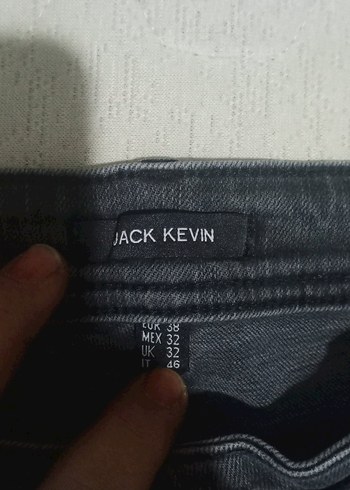 JACK KEVIN
EUR 38
MEX 32
UK 32
IT 46